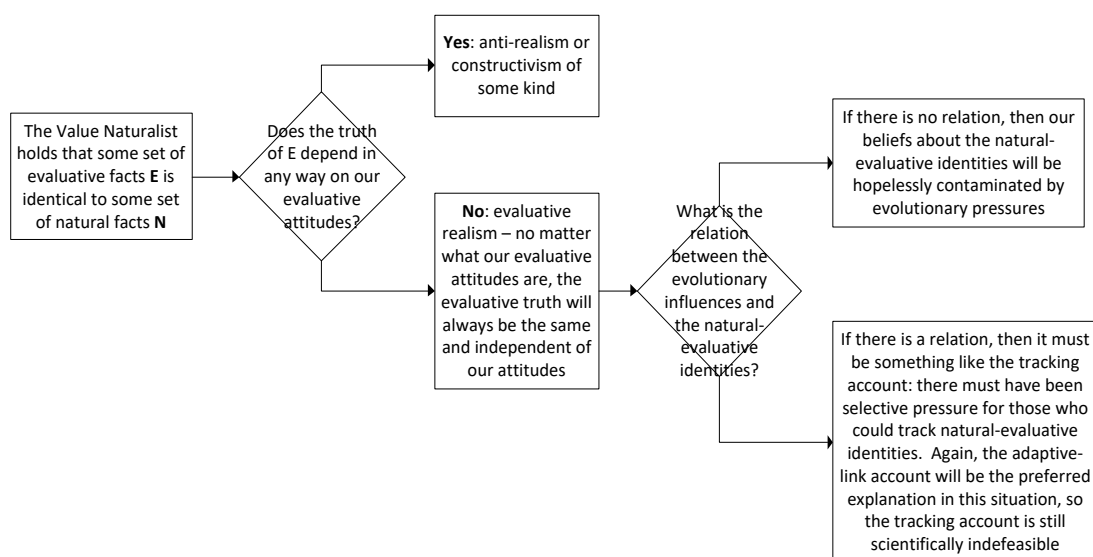 The Value Naturalist
holds that some set of
evaluative facts E is
identical to some set
of natural facts N
Does the truth
of E depend in
any way on our
evaluative
attitudes?
Yes: anti-realism or
constructivism of
some kind
No: evaluative
realism – no matter
what our evaluative
attitudes are, the
evaluative truth will
always be the same
and independent of
our attitudes
What is the
relation
between the
evolutionary
influences and
the natural-
evaluative
identities?
If there is no relation, then our
beliefs about the natural-
evaluative identities will be
hopelessly contaminated by
evolutionary pressures
If there is a relation, then it must
be something like the tracking
account: there must have been
selective pressure for those who
could track natural-evaluative
identities.  Again, the adaptive-
link account will be the preferred
explanation in this situation, so
the tracking account is still
scientifically indefeasible